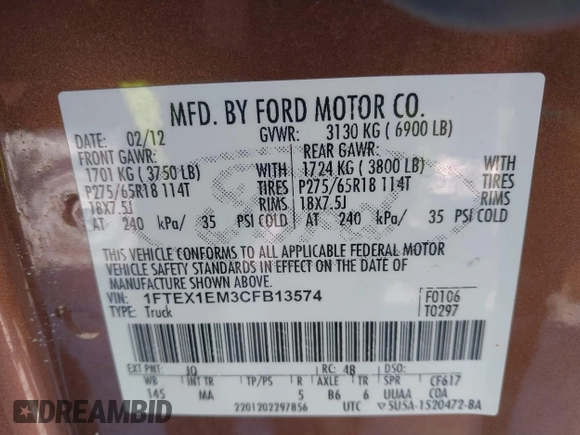 MFD. BY FORD MOTOR CO.
DATE: 02/12 GVWR: 3130 KG ( 6900 LB)
FRONT GAWR: REAR GAWR:
1701 KG ( 3750 LB) WITH 1724 KG ( 3800 LB) WITH
P275/65R18 114T TIRES P275/65R18 114T TIRES
18X7.5J RIMS 18X7.5J RIMS
AT 240 kPa/ 35 PSI COLD AT 240 kPa/ 35 PSI COLD
THIS VEHICLE CONFORMS TO ALL APPLICABLE FEDERAL MOTOR
VEHICLE SAFETY STANDARDS IN EFFECT ON THE DATE OF
MANUFACTURE SHOWN ABOVE.
VIN: 1FTEX1EM3CFB13574 F0106
TYPE: Truck T0297
EXT PNT: JQ RC: 48 DSO:
WB INT TR TP/PS R AXLE TR SPR CF617
145 MA 5 B6 6 UUAA COA
2201202297856 UTC 5U5A-1520472-BA
DREAMBID